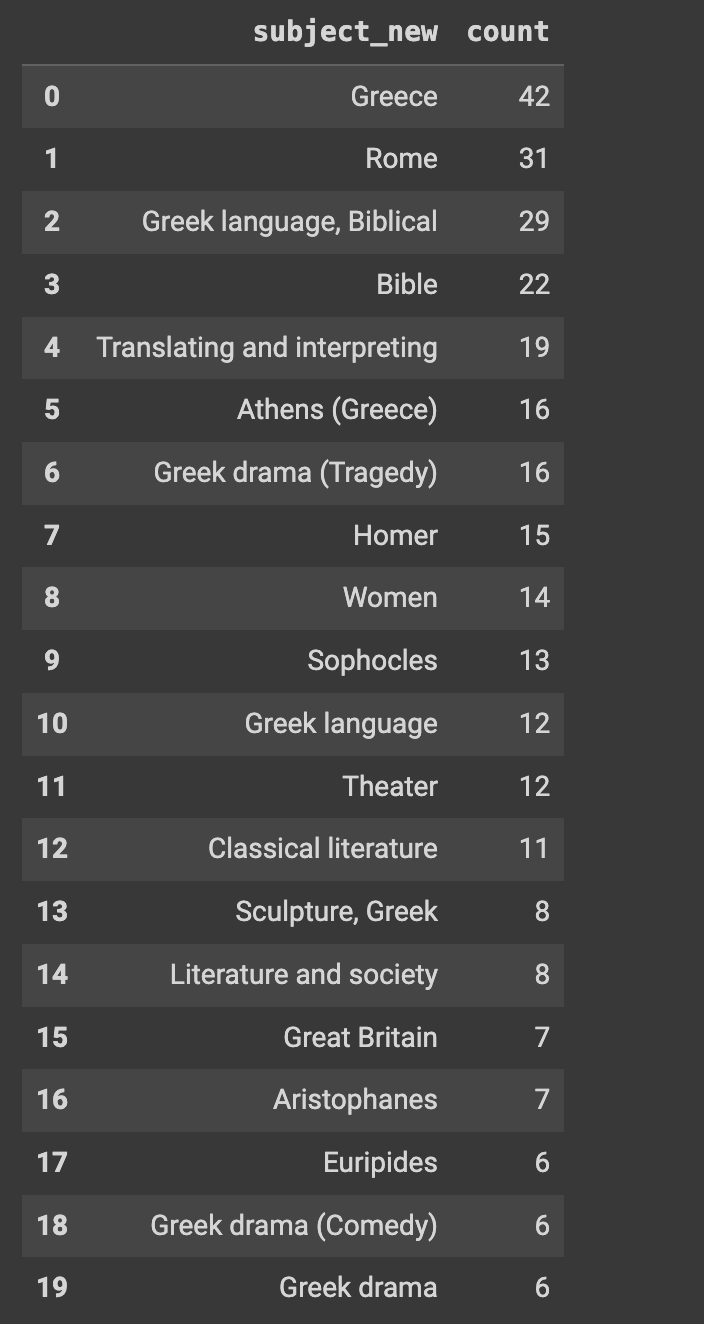 subject_new count
0 Greece 42
1 Rome 31
2 Greek language, Biblical 29
3 Bible 22
4 Translating and interpreting 19
5 Athens (Greece) 16
6 Greek drama (Tragedy) 16
7 Homer 15
8 Women 14
9 Sophocles 13
10 Greek language 12
11 Theater 12
12 Classical literature 11
13 Sculpture, Greek 8
14 Literature and society 8
15 Great Britain 7
16 Aristophanes 7
17 Euripides 6
18 Greek drama (Comedy) 6
19 Greek drama 6